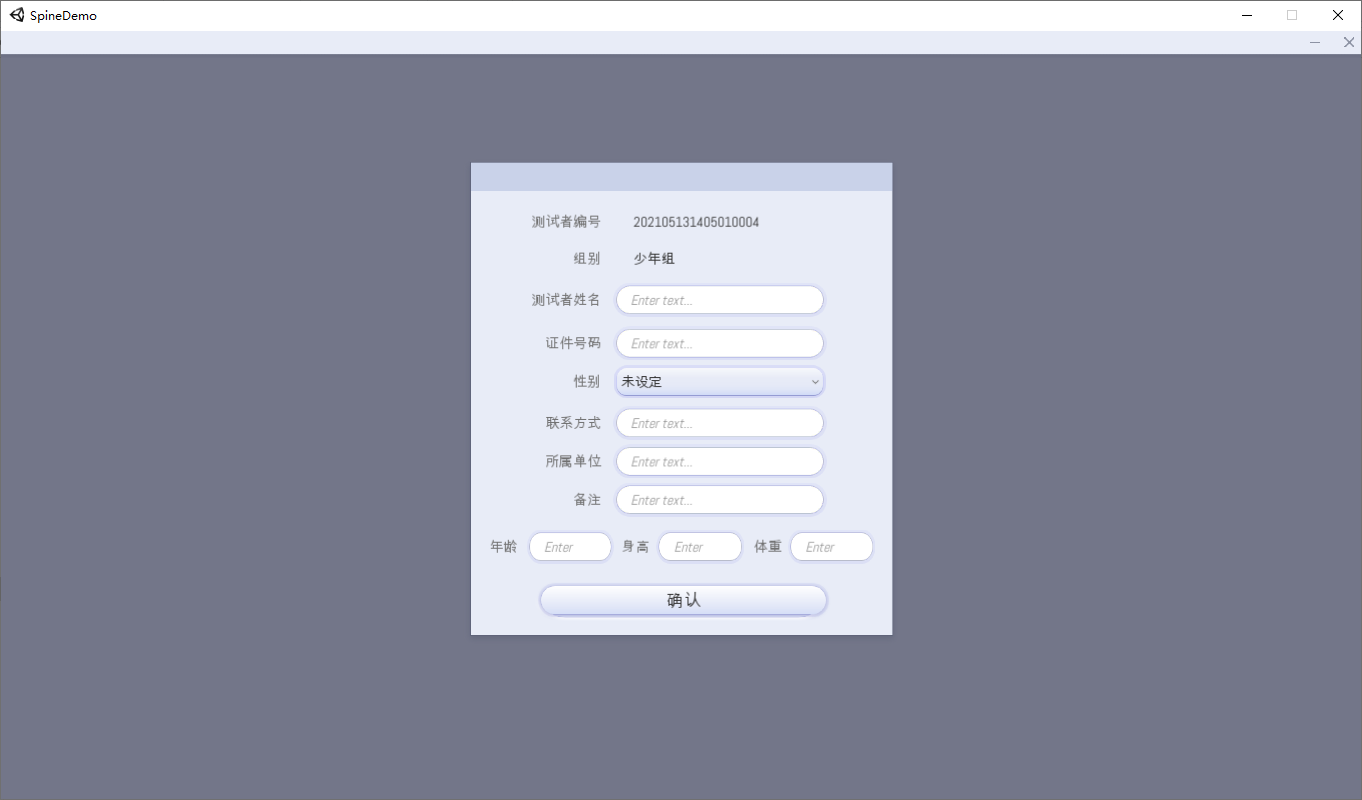 SpineDemo
测试者编号 202105131405010004
组别 少年组
测试者姓名 Enter text...
证件号码 Enter text...
性别 未设定
联系方式 Enter text...
所属单位 Enter text...
备注 Enter text...
年龄 Enter 身高 Enter 体重 Enter
确认